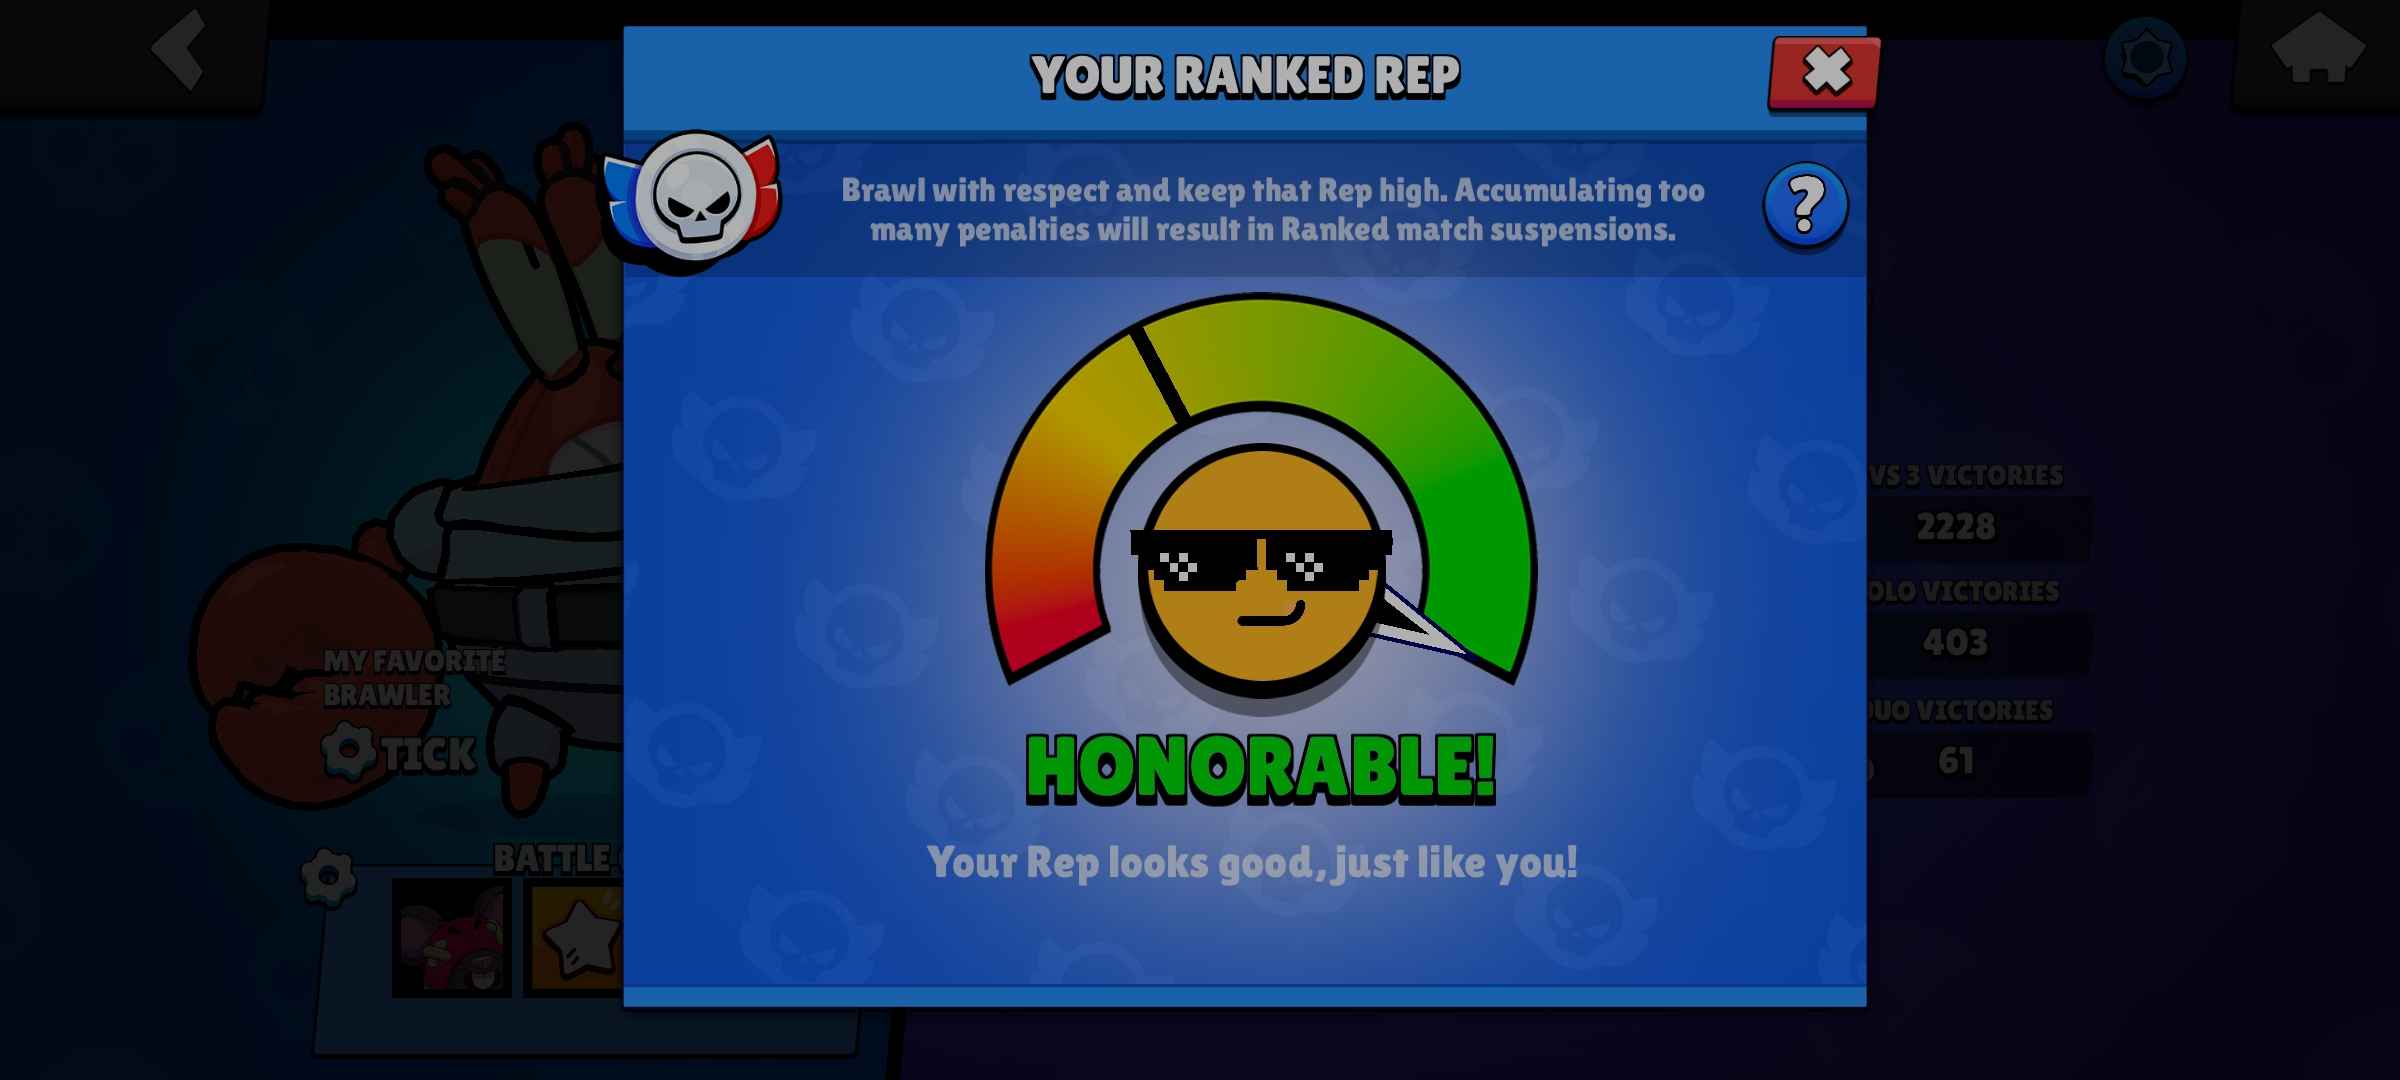 YOUR RANKED REP
Brawl with respect and keep that Rep high. Accumulating too
many penalties will result in Ranked match suspensions.
?
HONORABLE!
Your Rep looks good, just like you!
MY FAVORITE
BRAWLER
TICK
BATTLE
VS 3 VICTORIES
2228
OLO VICTORIES
403
DUO VICTORIES
61